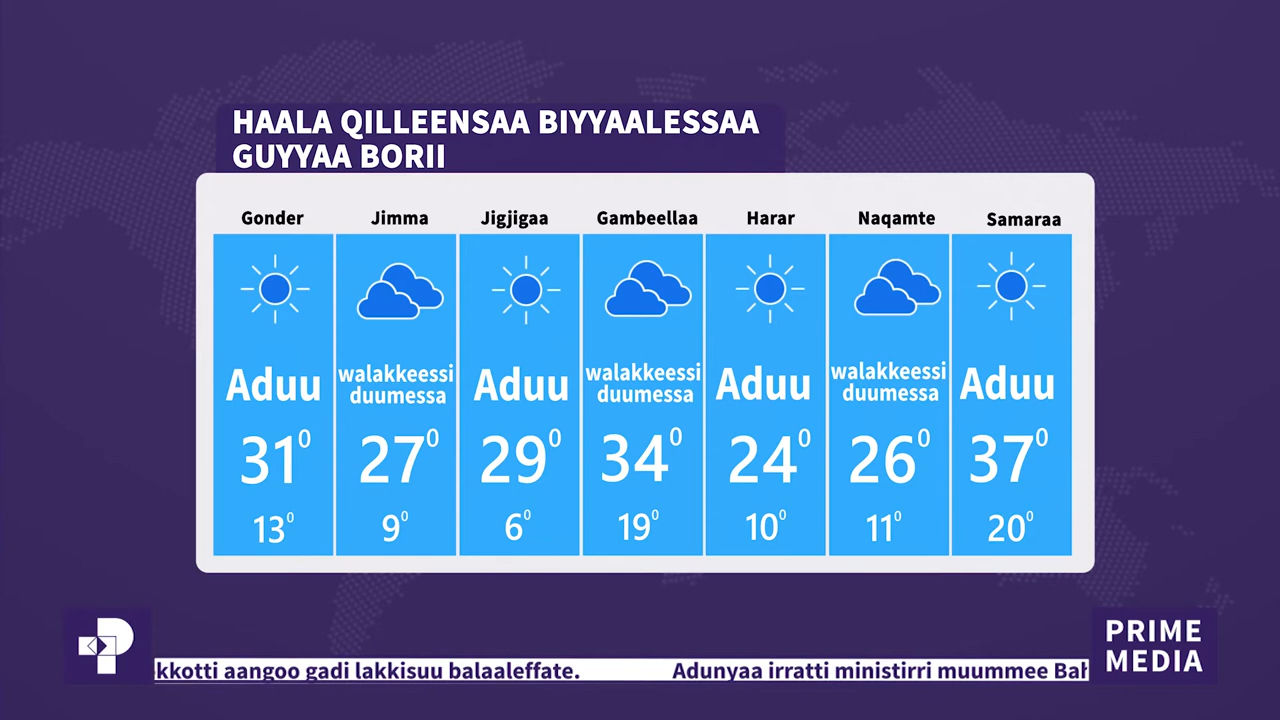 HAALA QILLEENSAA BIYYAALESSAA
GUYYAA BORII
Gonder Jimma Jigjigaa Gambeellaa Harar Naqamte Samaraa
Aduu walakkeessi duumessa Aduu walakkeessi duumessa Aduu walakkeessi duumessa Aduu
31⁰ 27⁰ 29⁰ 34⁰ 24⁰ 26⁰ 37⁰
13⁰ 9⁰ 6⁰ 19⁰ 10⁰ 11⁰ 20⁰
PRIME
MEDIA
aangoo gadi lakkisuu balaaleffate. Adunyaa irratti ministirri muummee